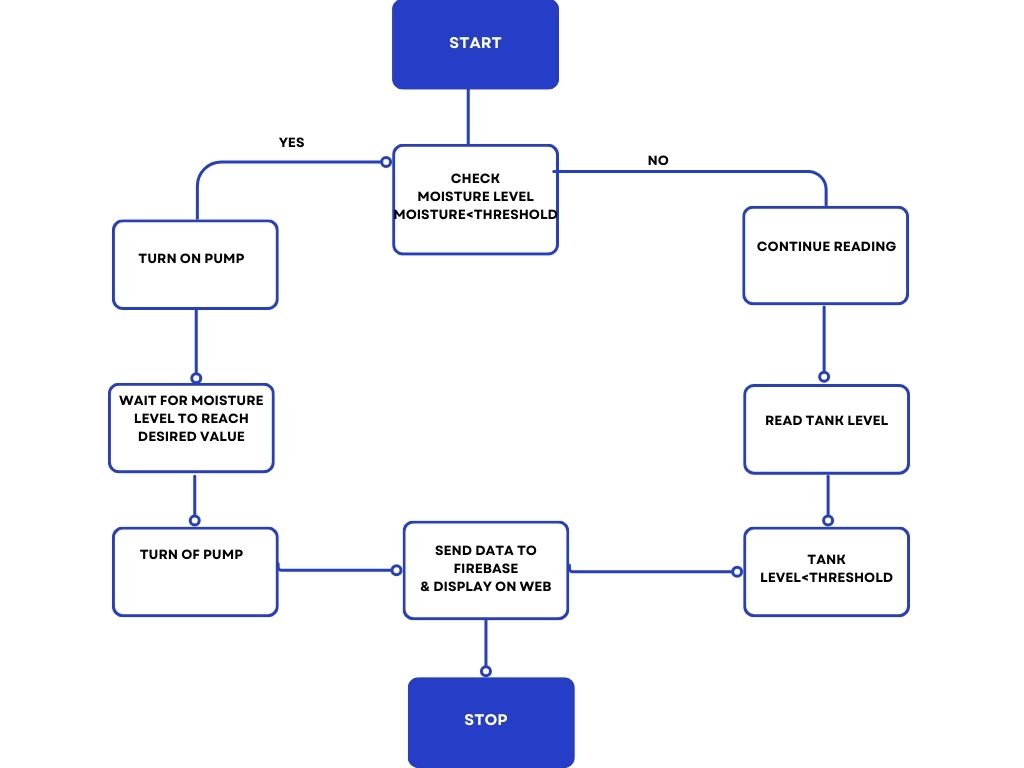 START
YES
NO
CHECK
MOISTURE LEVEL
MOISTURE<THRESHOLD
TURN ON PUMP
CONTINUE READING
WAIT FOR MOISTURE
LEVEL TO REACH
DESIRED VALUE
READ TANK LEVEL
TURN OF PUMP
SEND DATA TO
FIREBASE
& DISPLAY ON WEB
TANK
LEVEL<THRESHOLD
STOP